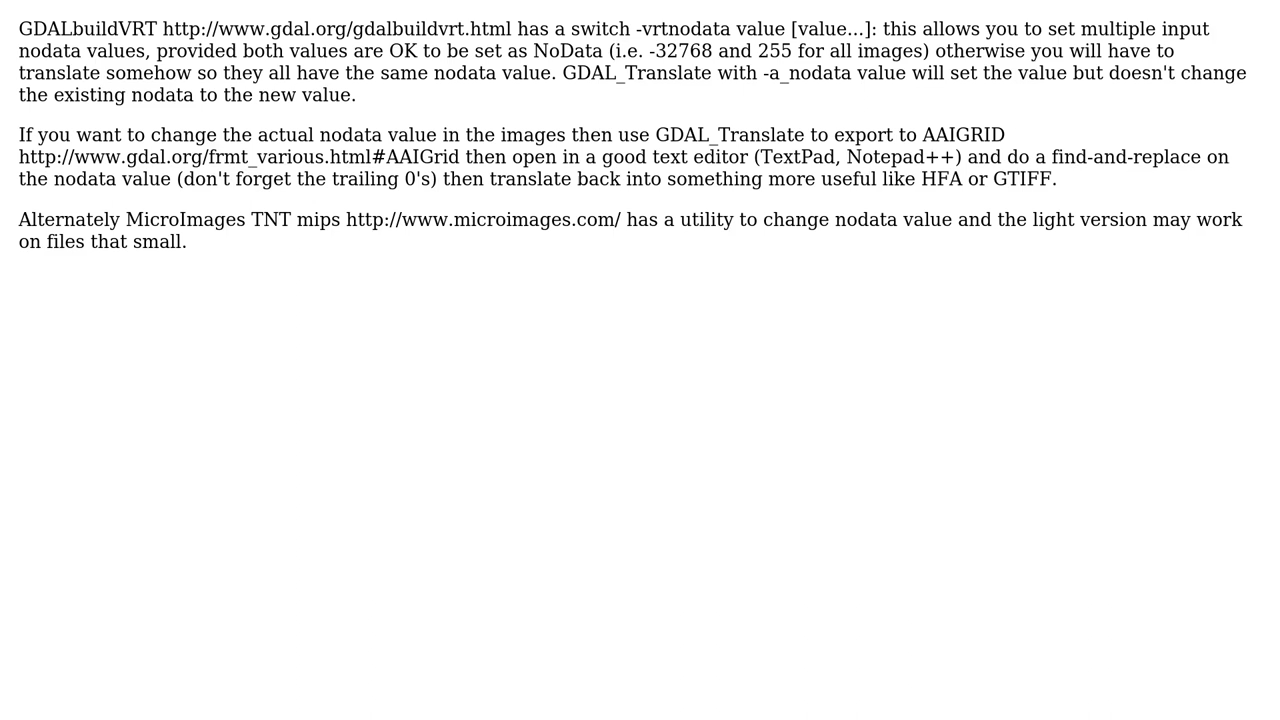 GDALbuildVRT http://www.gdal.org/gdalbuildvrt.html has a switch -vrtnodata value [value...]: this allows you to set multiple input
nodata values, provided both values are OK to be set as NoData (i.e. -32768 and 255 for all images) otherwise you will have to
translate somehow so they all have the same nodata value. GDAL_Translate with -a_nodata value will set the value but doesn't change
the existing nodata to the new value.
If you want to change the actual nodata value in the images then use GDAL_Translate to export to AAIGRID
http://www.gdal.org/frmt_various.html#AAIGrid then open in a good text editor (TextPad, Notepad++) and do a find-and-replace on
the nodata value (don't forget the trailing 0's) then translate back into something more useful like HFA or GTIFF.
Alternately MicroImages TNT mips http://www.microimages.com/ has a utility to change nodata value and the light version may work
on files that small.